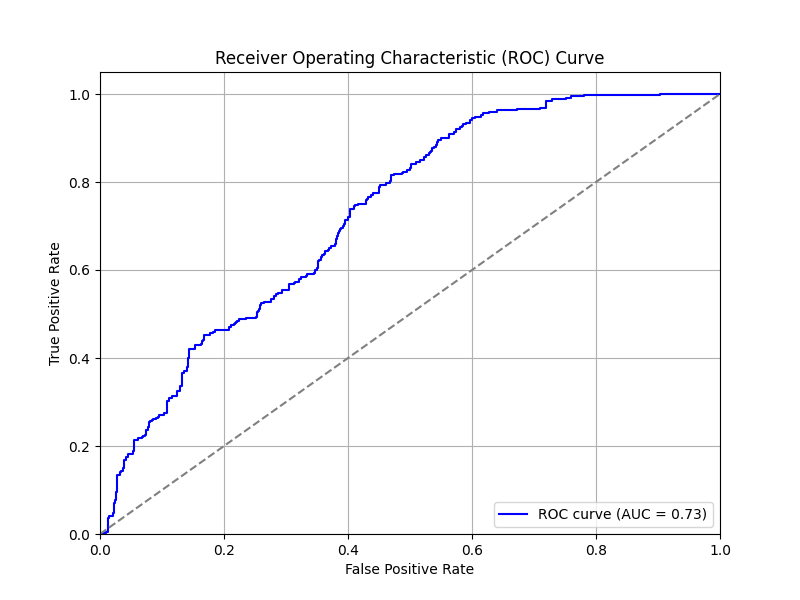 Receiver Operating Characteristic (ROC) Curve
1.0
0.8
0.6
0.4
0.2
0.0
True Positive Rate
ROC curve (AUC = 0.73)
0.0 0.2 0.4 0.6 0.8 1.0
False Positive Rate